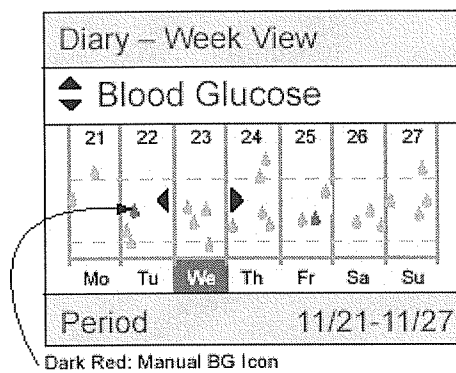 Diary – Week View
Blood Glucose
21 22 23 24 25 26 27
Mo Tu We Th Fr Sa Su
Period 11/21-11/27
Dark Red: Manual BG Icon